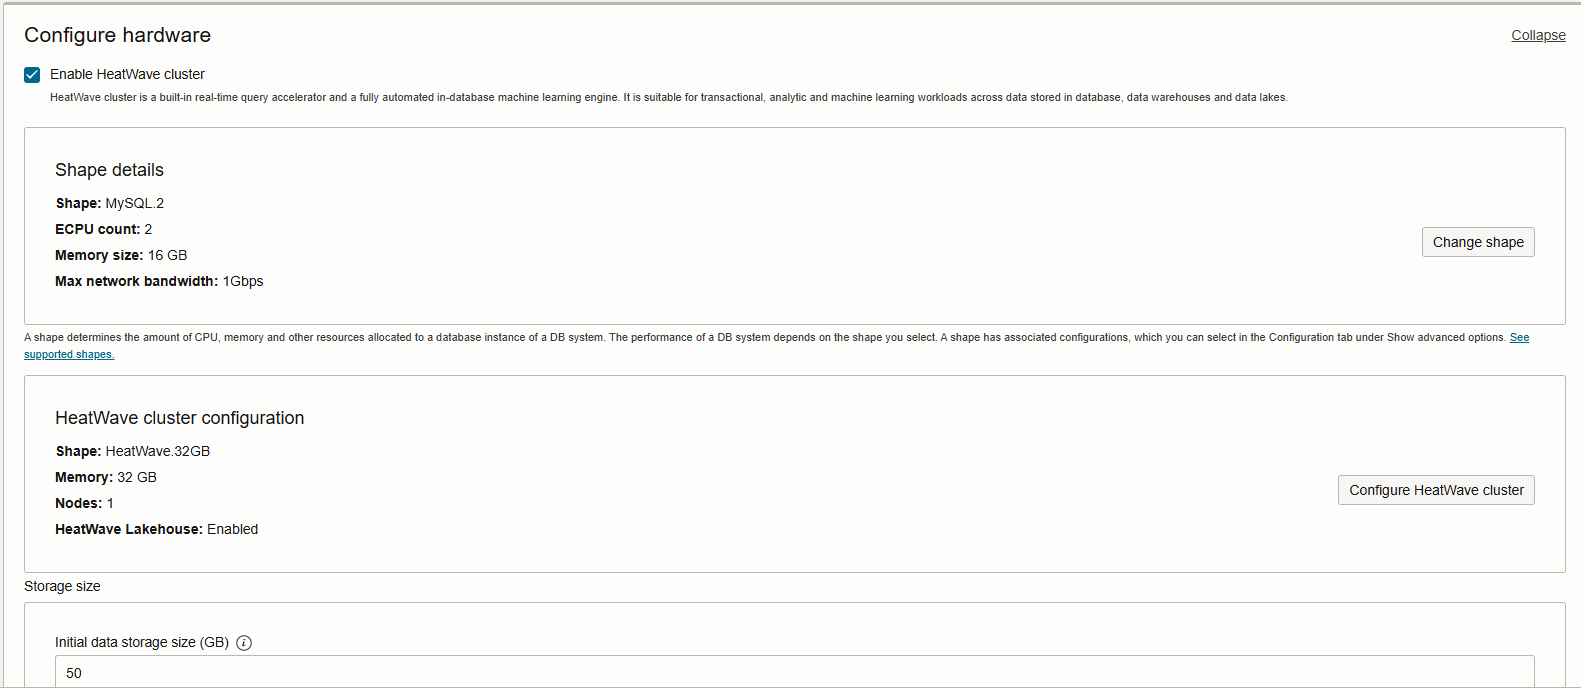 Configure hardware
Collapse
Enable HeatWave cluster
HeatWave cluster is a built-in real-time query accelerator and a fully automated in-database machine learning engine. It is suitable for transactional, analytic and machine learning workloads across data stored in database, data warehouses and data lakes.
Shape details
Shape: MySQL.2
ECPU count: 2
Memory size: 16 GB
Max network bandwidth: 1Gbps
Change shape
A shape determines the amount of CPU, memory and other resources allocated to a database instance of a DB system. The performance of a DB system depends on the shape you select. A shape has associated configurations, which you can select in the Configuration tab under Show advanced options. See
supported shapes.
HeatWave cluster configuration
Shape: HeatWave.32GB
Memory: 32 GB
Nodes: 1
HeatWave Lakehouse: Enabled
Configure HeatWave cluster
Storage size
Initial data storage size (GB)
50